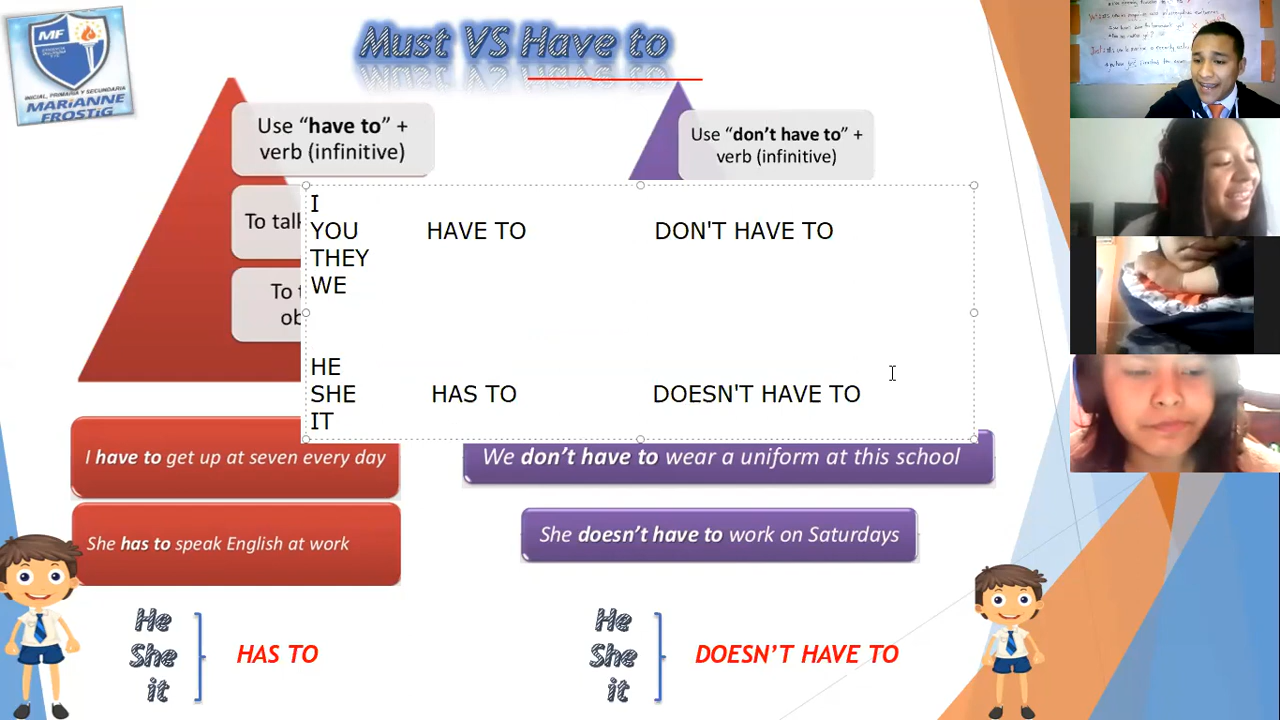 MF
INICIAL, PRIMARIA Y SECUNDARIA
MARIANNE
FROSTIG
Must VS Have to
Use “have to” +
verb (infinitive)
Use “don’t have to” +
verb (infinitive)
To talk
To
ob
I
YOU HAVE TO DON'T HAVE TO
THEY
WE
HE
SHE HAS TO DOESN'T HAVE TO
IT
I have to get up at seven every day
We don’t have to wear a uniform at this school
She has to speak English at work
She doesn’t have to work on Saturdays
He
She
it
HAS TO
He
She
it
DOESN’T HAVE TO